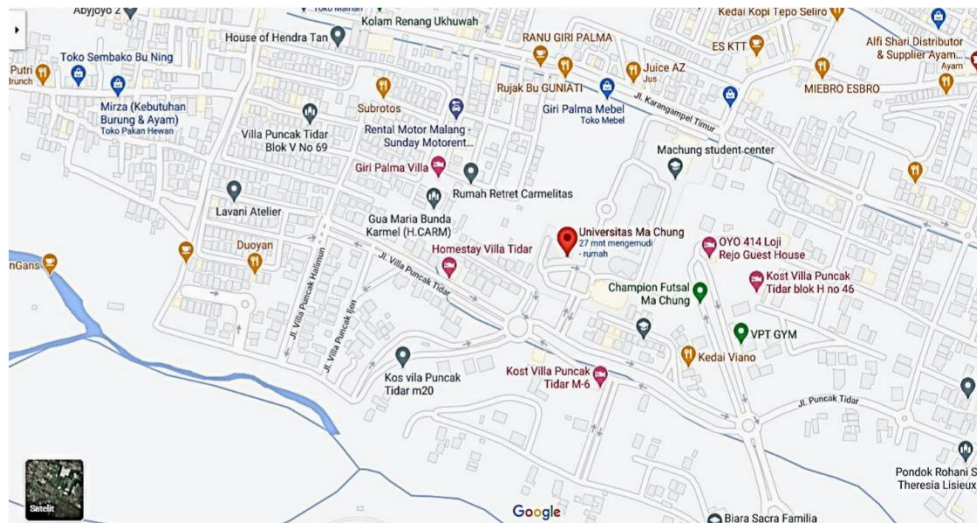 Abyjoyo 2
Toko Mainan
Kolam Renang Ukhuwah
Kedai Kopi Tepo Seliro
House of Hendra Tan
RANU GIRI PALMA
ES KTT
Alfi Shari Distributor
& Supplier Ayam...
Ayam
Putri
Brunch
Toko Sembako Bu Ning
Juice AZ
Jus
Rujak Bu GUNIATI
MIEBRO ESBRO
Mirza (Kebutuhan
Burung & Ayam)
Toko Pakan Hewan
Subrotos
Giri Palma Mebel
Toko Mebel
Jl. Karangampel Timur
Villa Puncak Tidar
Blok V No 69
Rental Motor Malang -
Sunday Motorent...
Machung student center
Giri Palma Villa
Rumah Retret Carmelitas
Lavani Atelier
Gua Maria Bunda
Karmel (H.CARM)
Universitas Ma Chung
27 mnt mengemudi
- rumah
OYO 414 Loji
Rejo Guest House
Duoyan
Homestay Villa Tidar
nGans
Jl. Villa Puncak Tidar
Jl. Villa Puncak Halimun
Kost Villa Puncak
Tidar blok H no 46
Champion Futsal
Ma Chung
Jl. Villa Puncak Ijen
VPT GYM
Kedai Viano
Kos vila Puncak
Tidar m20
Kost Villa Puncak
Tidar M-6
Jl. Puncak Tidar
Pondok Rohani S
Theresia Lisieux
Satelit
Google
Biara Sacra Familia